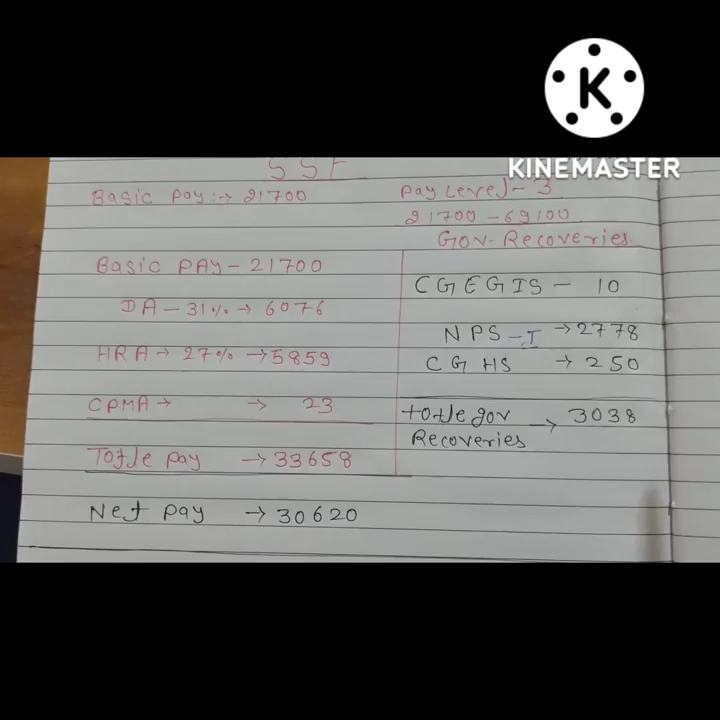 K
KINEMASTER
SSF
Basic Pay:→ 21700
Pay Level - 3
21700 - 69100
Gov. Recoveries
Basic PAY - 21700
DA - 31% → 6076
HRA → 27% → 5859
CPMA → → 23
Totle pay → 33658
CGEGIS - 10
NPS - I → 2778
CGHS → 250
totle gov → 3038
Recoveries
Net pay → 30620